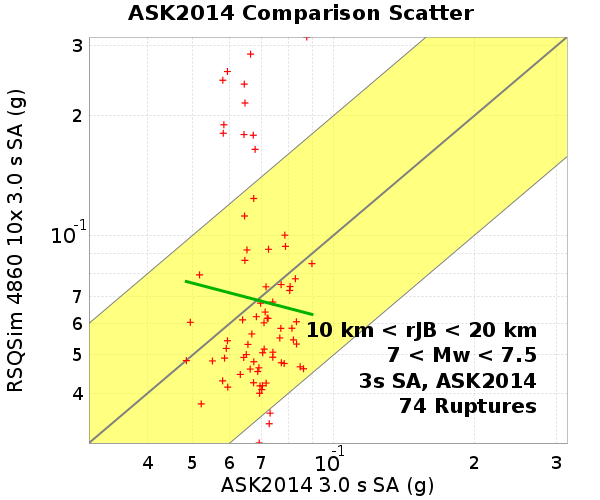 ASK2014 Comparison Scatter
3
2
10-1
7
6
5
4
RSQSim 4860 10x 3.0 s SA (g)
10 km < rJB < 20 km
7 < Mw < 7.5
3s SA, ASK2014
74 Ruptures
4 5 6 7 10-1 2 3
ASK2014 3.0 s SA (g)